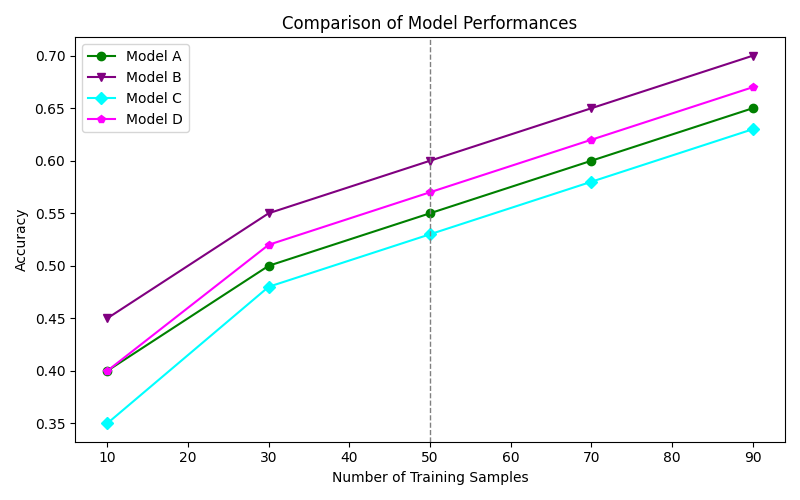 Comparison of Model Performances
Model A
Model B
Model C
Model D
0.70
0.65
0.60
0.55
0.50
0.45
0.40
0.35
Accuracy
10 20 30 40 50 60 70 80 90
Number of Training Samples